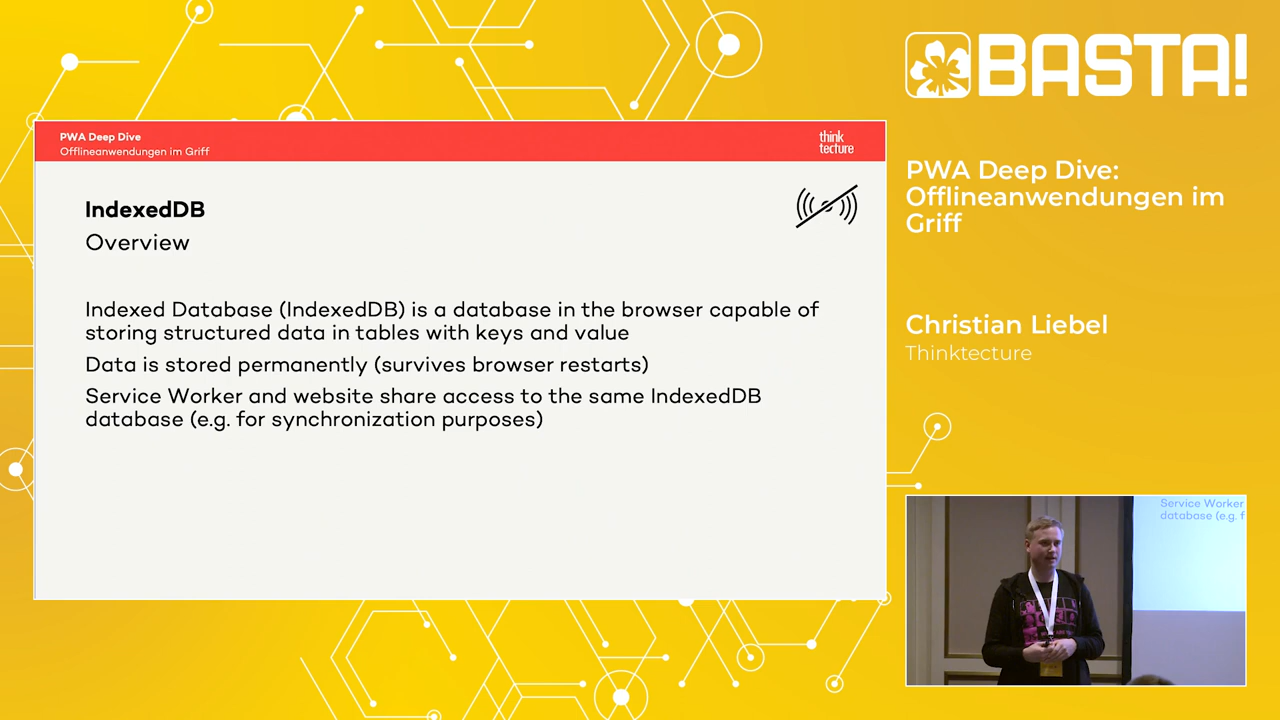 BASTA!
PWA Deep Dive
Offlineanwendungen im Griff
think
tecture
IndexedDB
Overview
Indexed Database (IndexedDB) is a database in the browser capable of
storing structured data in tables with keys and value
Data is stored permanently (survives browser restarts)
Service Worker and website share access to the same IndexedDB
database (e.g. for synchronization purposes)
PWA Deep Dive:
Offlineanwendungen im
Griff
Christian Liebel
Thinktecture
Service Worker
database (e.g. f